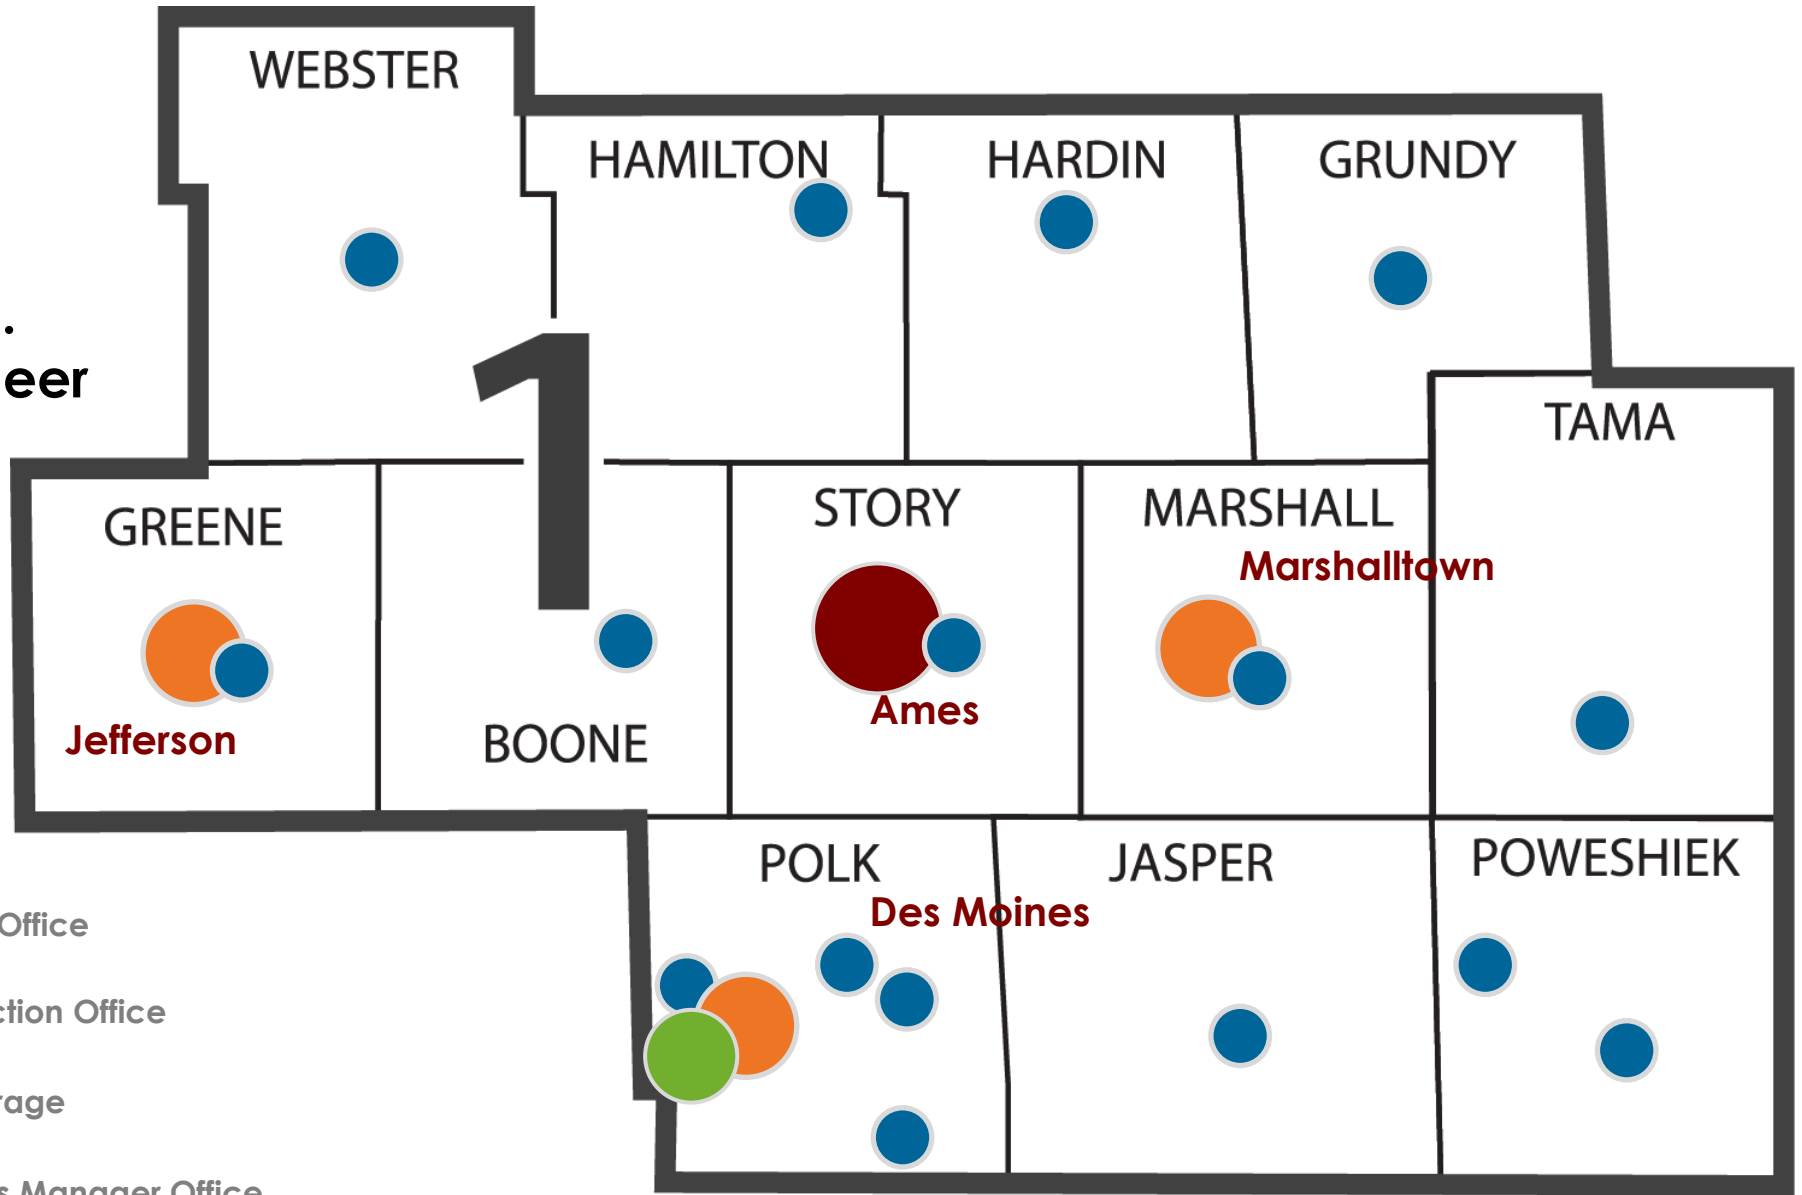 WEBSTER
HAMILTON
HARDIN
GRUNDY
.
eer
1
TAMA
GREENE
STORY
MARSHALL
Marshalltown
Jefferson
BOONE
Ames
POLK
JASPER
POWESHIEK
Des Moines
Office
ction Office
rage
s Manager Office